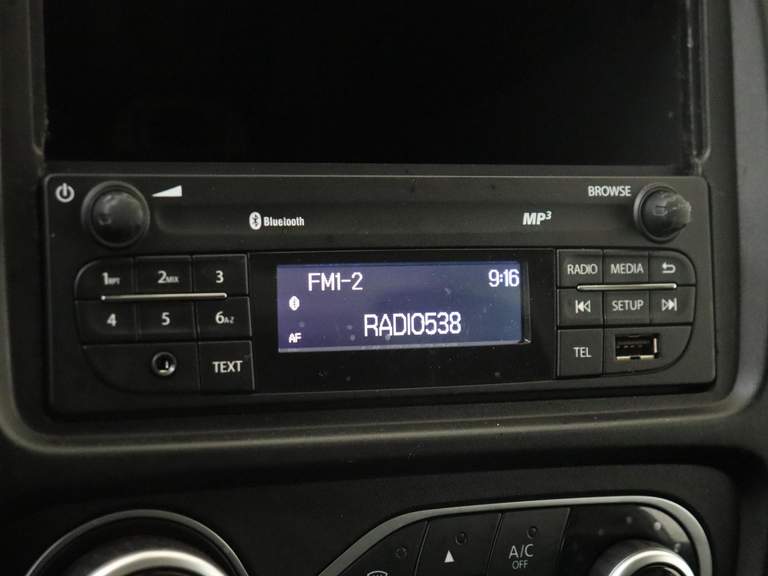 BROWSE
Bluetooth
MP3
1RPT 2MIX 3
4 5 6A-Z
TEXT
FM1-2 9:16
RADIO538
AF
RADIO MEDIA
SETUP
TEL
A/C
OFF